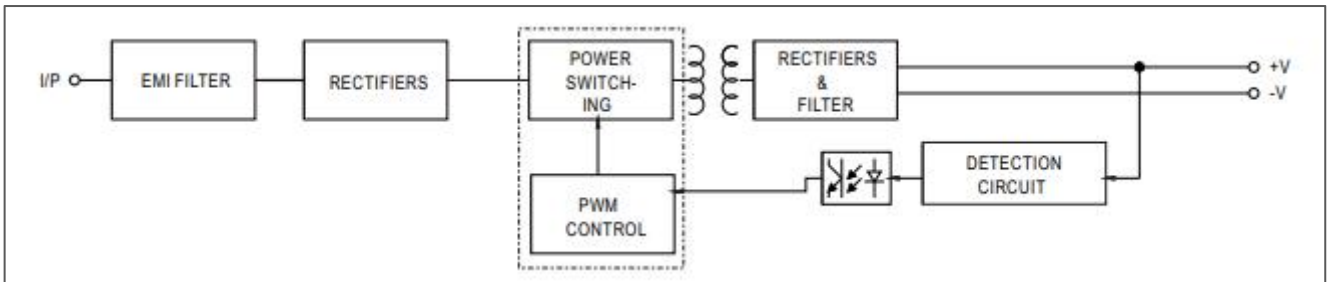 I/P
EMI FILTER
RECTIFIERS
POWER
SWITCH-
ING
RECTIFIERS
&
FILTER
+V
-V
PWM
CONTROL
DETECTION
CIRCUIT